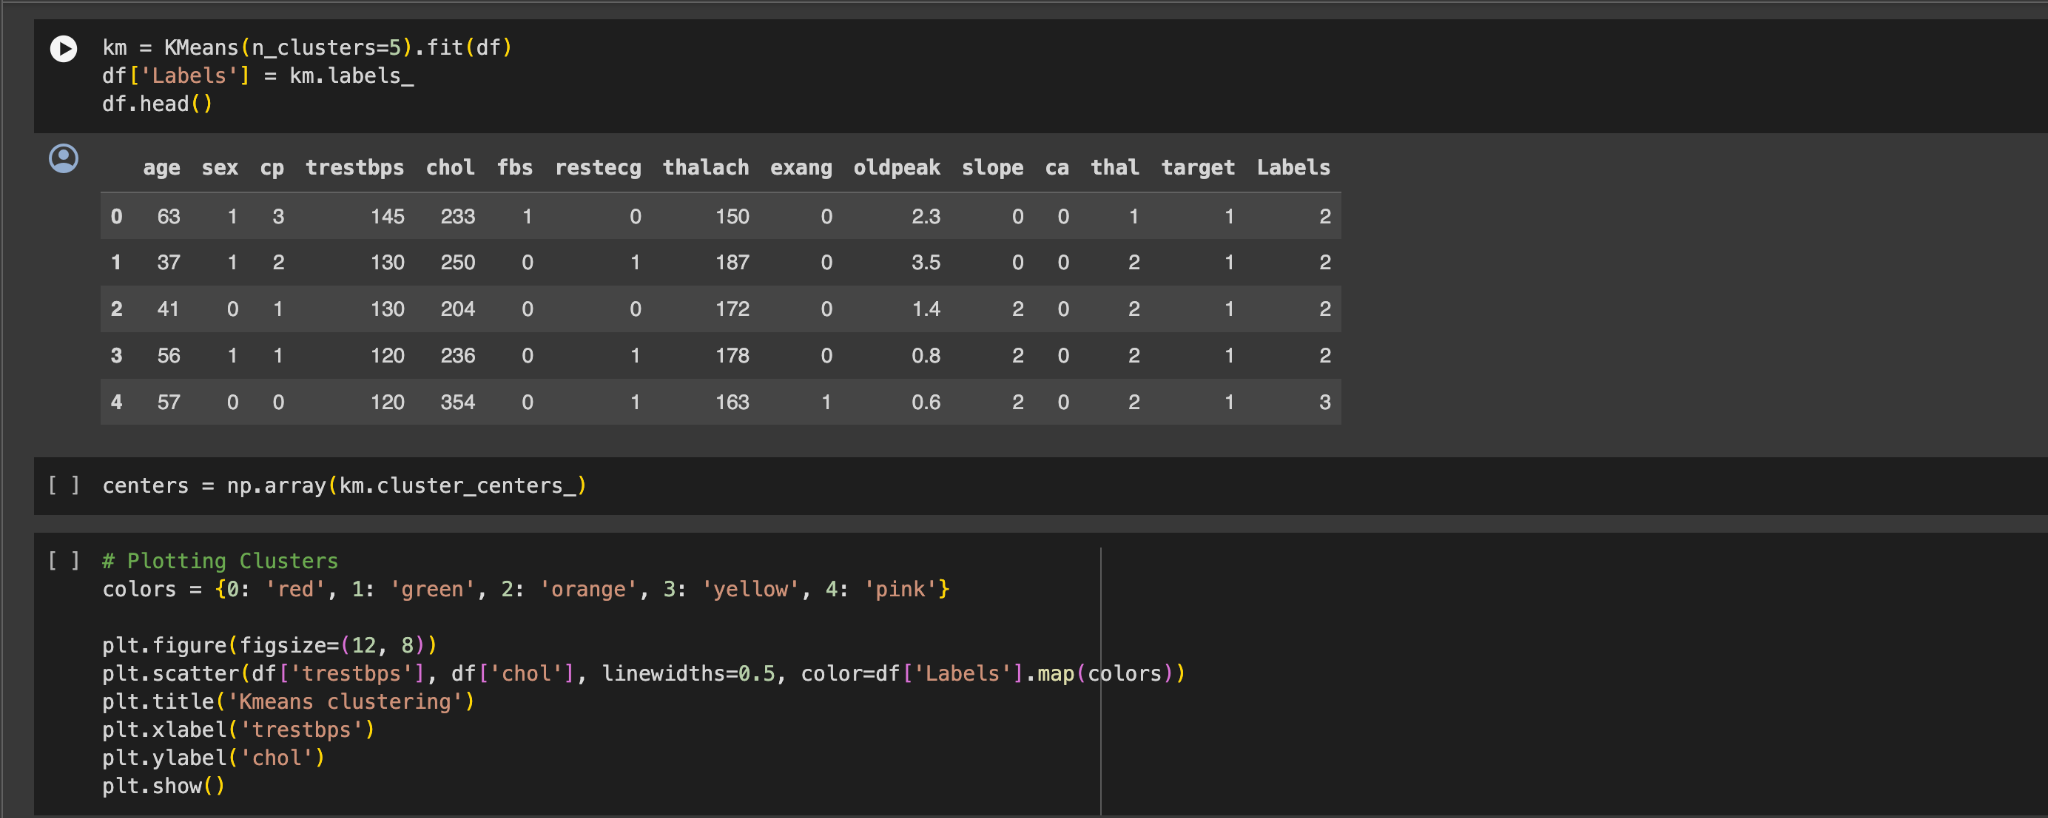 km = KMeans(n_clusters=5).fit(df)
df['Labels'] = km.labels_
df.head()
age sex cp trestbps chol fbs restecg thalach exang oldpeak slope ca thal target Labels
0 63 1 3 145 233 1 0 150 0 2.3 0 0 1 1 2
1 37 1 2 130 250 0 1 187 0 3.5 0 0 2 1 2
2 41 0 1 130 204 0 0 172 0 1.4 2 0 2 1 2
3 56 1 1 120 236 0 1 178 0 0.8 2 0 2 1 2
4 57 0 0 120 354 0 1 163 1 0.6 2 0 2 1 3
[ ] centers = np.array(km.cluster_centers_)
[ ] # Plotting Clusters
colors = {0: 'red', 1: 'green', 2: 'orange', 3: 'yellow', 4: 'pink'}
plt.figure(figsize=(12, 8))
plt.scatter(df['trestbps'], df['chol'], linewidths=0.5, color=df['Labels'].map(colors))
plt.title('Kmeans clustering')
plt.xlabel('trestbps')
plt.ylabel('chol')
plt.show()